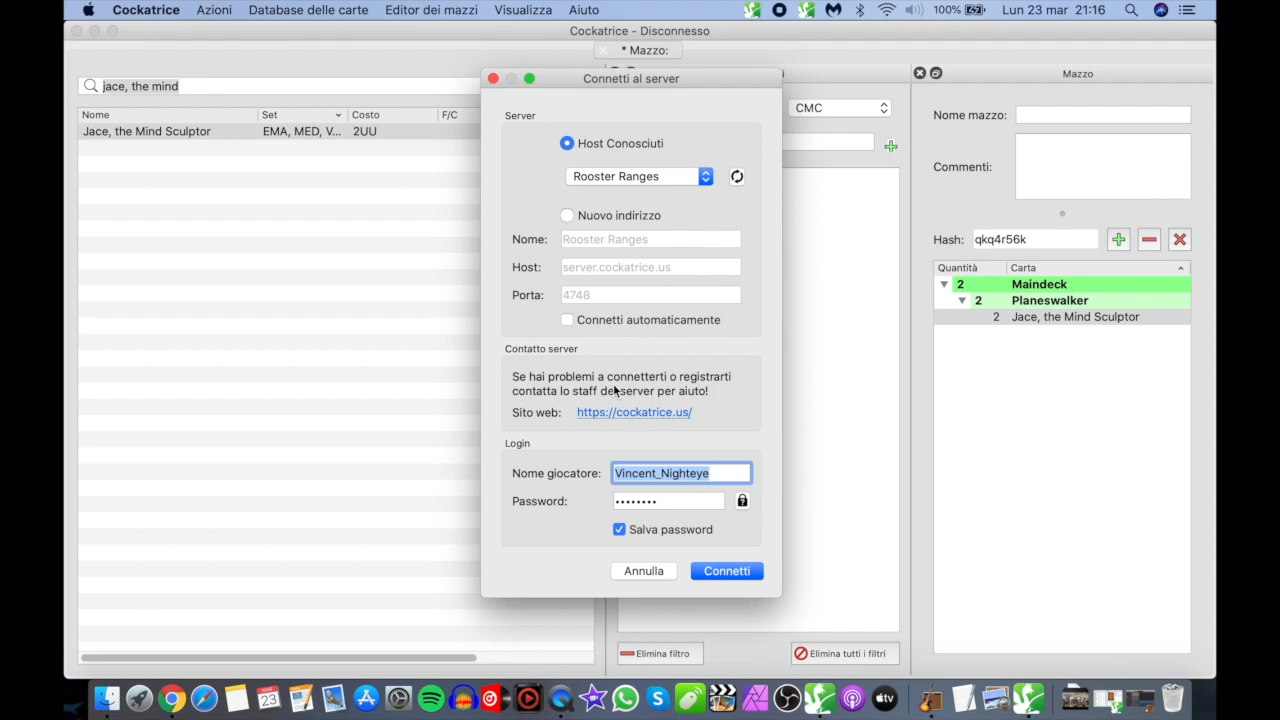 Cockatrice Azioni Database delle carte Editor dei mazzi Visualizza Aiuto 100% Lun 23 mar 21:16
Cockatrice - Disconnesso
* Mazzo:
jace, the mind
Nome Set Costo F/C
Jace, the Mind Sculptor EMA, MED, V... 2UU
Connetti al server
Server
Host Conosciuti
Rooster Ranges
Nuovo indirizzo
Nome: Rooster Ranges
Host: server.cockatrice.us
Porta: 4748
Connetti automaticamente
Contatto server
Se hai problemi a connetterti o registrarti
contatta lo staff del server per aiuto!
Sito web: https://cockatrice.us/
Login
Nome giocatore: Vincent_Nighteye
Password: ••••••••
Salva password
Annulla Connetti
CMC
Elimina filtro Elimina tutti i filtri
Mazzo
Nome mazzo:
Commenti:
Hash: qkq4r56k
Quantità Carta
2 Maindeck
2 Planeswalker
2 Jace, the Mind Sculptor
MAR
23
tv